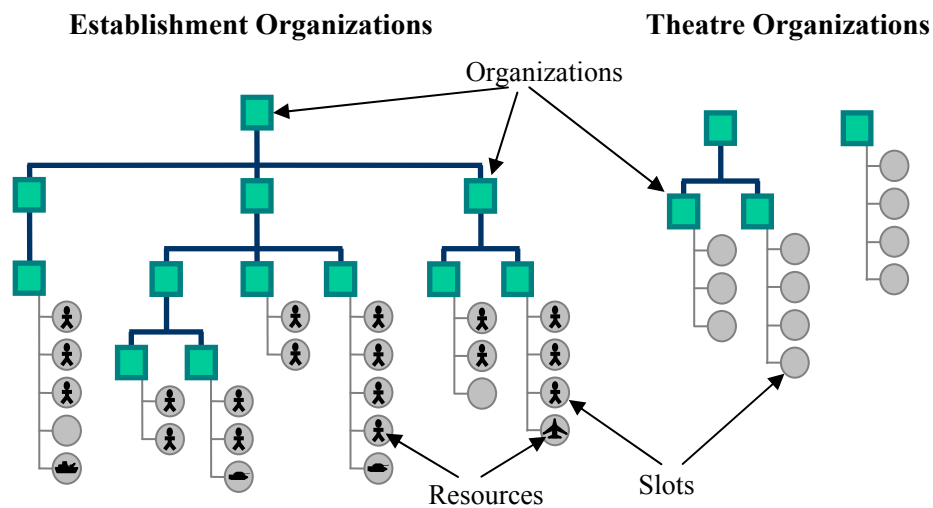 Establishment Organizations
Theatre Organizations
Organizations
Resources
Slots